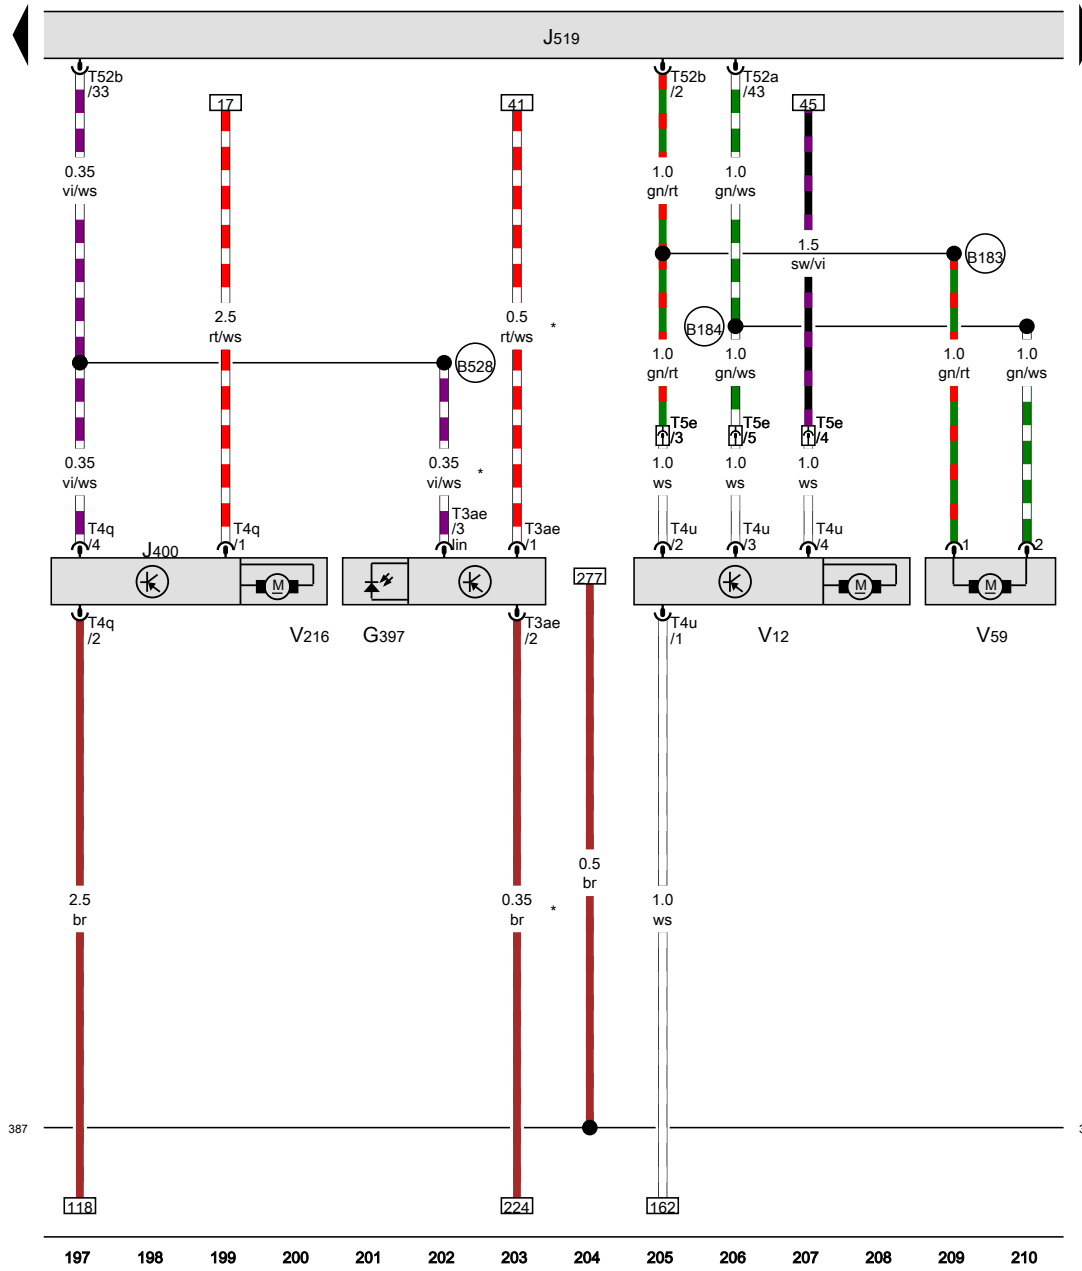 J519
T52b
/33
T52b
/2
T52a
/43
17
41
45
0.35
vi/ws
1.0
gn/rt
1.0
gn/ws
1.5
sw/vi
B183
2.5
rt/ws
0.5
rt/ws
*
B184
B528
1.0
gn/rt
1.0
gn/ws
1.0
gn/rt
1.0
gn/ws
T5e
/3
T5e
/5
T5e
/4
0.35
vi/ws
0.35
vi/ws
*
1.0
ws
1.0
ws
1.0
ws
T4q
/4
J400
T4q
/1
T3ae
/3
lin
T3ae
/1
T4u
/2
T4u
/3
T4u
/4
1
2
M
277
M
M
T4q
/2
V216
G397
T3ae
/2
T4u
/1
V12
V59
0.5
br
2.5
br
0.35
br
*
1.0
ws
387
118
224
162
197 198 199 200 201 202 203 204 205 206 207 208 209 210